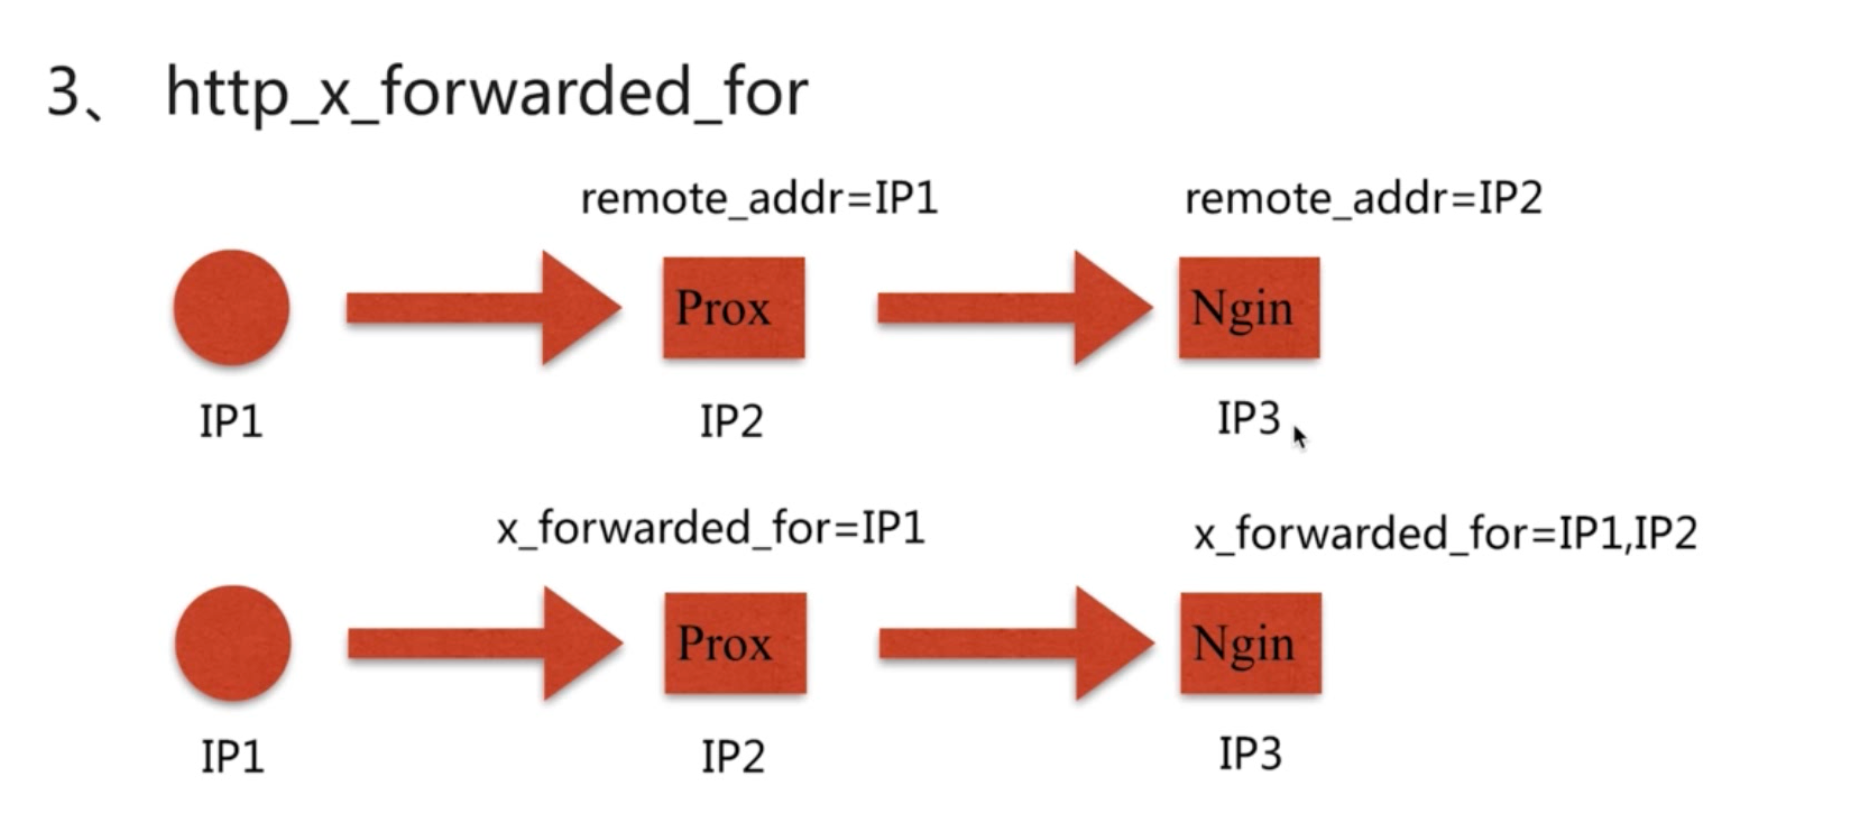 3、 http_x_forwarded_for
remote_addr=IP1 remote_addr=IP2
Prox Ngin
IP1 IP2 IP3
x_forwarded_for=IP1 x_forwarded_for=IP1,IP2
Prox Ngin
IP1 IP2 IP3